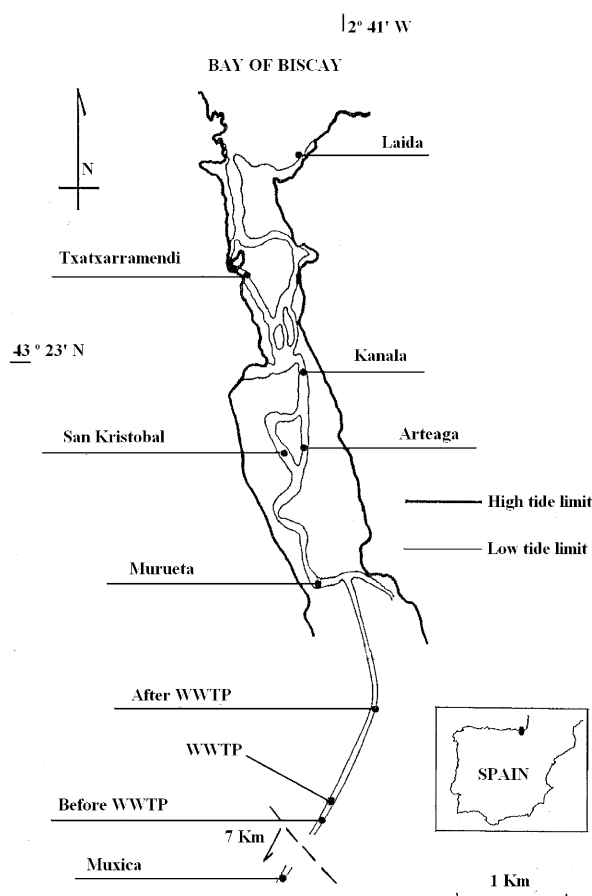 2° 41' W
BAY OF BISCAY
Laida
N
Txatxarramendi
43 º 23' N
Kanala
San Kristobal
Arteaga
High tide limit
Low tide limit
Murueta
After WWTP
WWTP
SPAIN
Before WWTP
7 Km
Muxica
1 Km